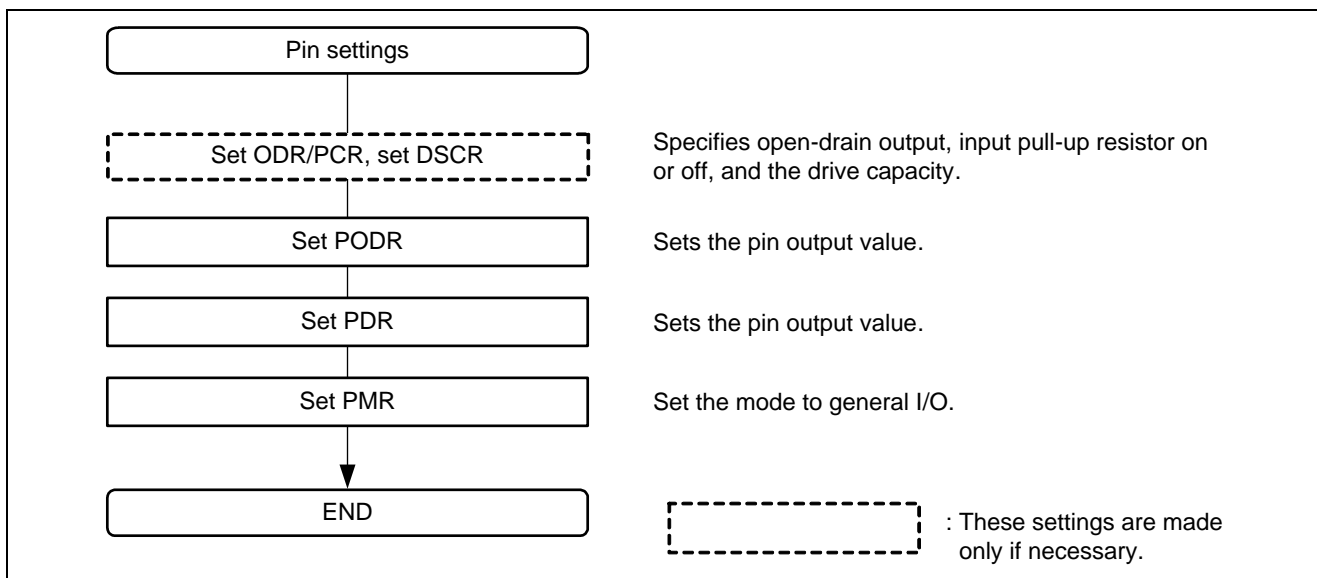 Pin settings
Set ODR/PCR, set DSCR
Specifies open-drain output, input pull-up resistor on
or off, and the drive capacity.
Set PODR
Sets the pin output value.
Set PDR
Sets the pin output value.
Set PMR
Set the mode to general I/O.
END
: These settings are made
only if necessary.